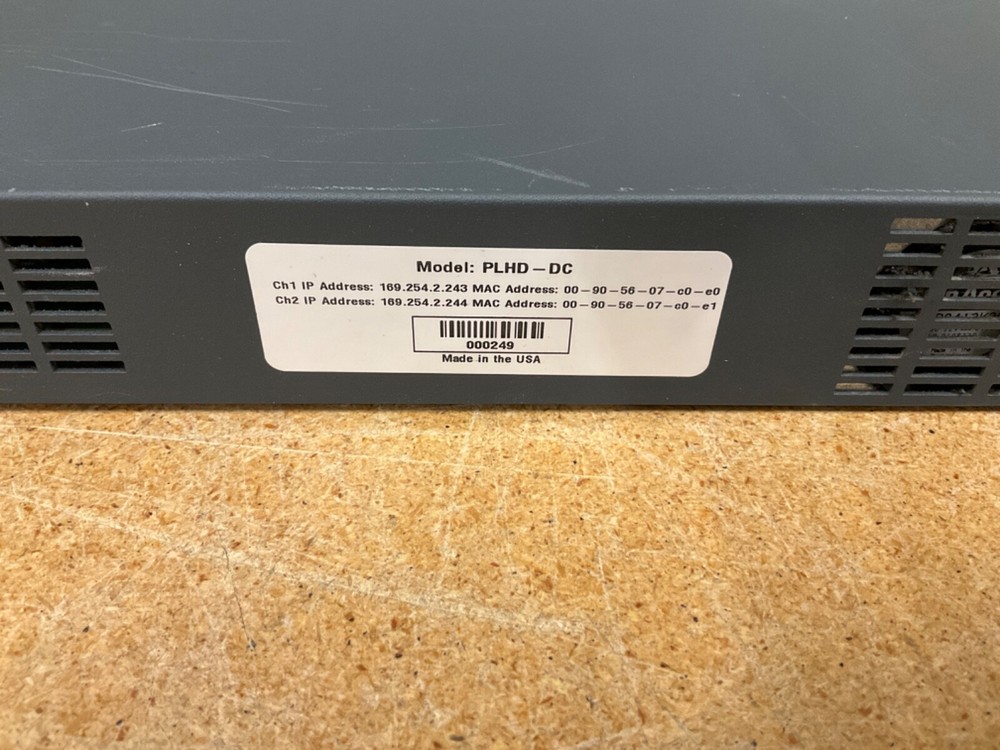 Model: PLHD-DC
Ch1 IP Address: 169.254.2.243 MAC Address: 00-90-56-07-c0-e0
Ch2 IP Address: 169.254.2.244 MAC Address: 00-90-56-07-c0-e1
000249
Made in the USA